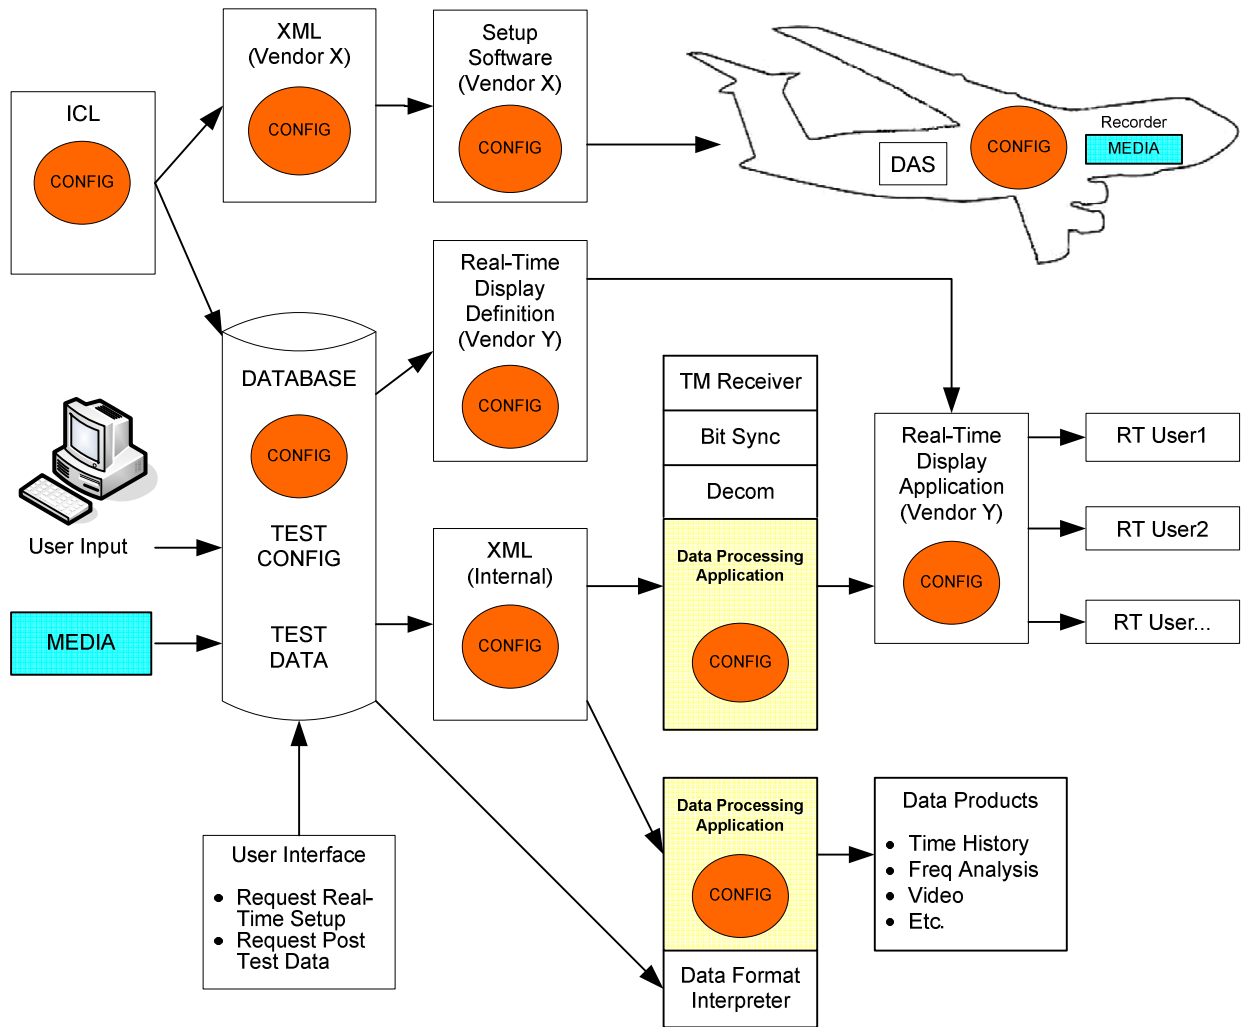 XML
(Vendor X)
CONFIG
Setup
Software
(Vendor X)
CONFIG
ICL
CONFIG
Recorder
MEDIA
CONFIG
DAS
Real-Time
Display
Definition
(Vendor Y)
CONFIG
DATABASE
CONFIG
TEST
CONFIG
TEST
DATA
User Input
MEDIA
XML
(Internal)
CONFIG
TM Receiver
Bit Sync
Decom
Data Processing
Application
CONFIG
Real-Time
Display
Application
(Vendor Y)
CONFIG
RT User1
RT User2
RT User...
User Interface
• Request Real-
Time Setup
• Request Post
Test Data
Data Processing
Application
CONFIG
Data Format
Interpreter
Data Products
• Time History
• Freq Analysis
• Video
• Etc.